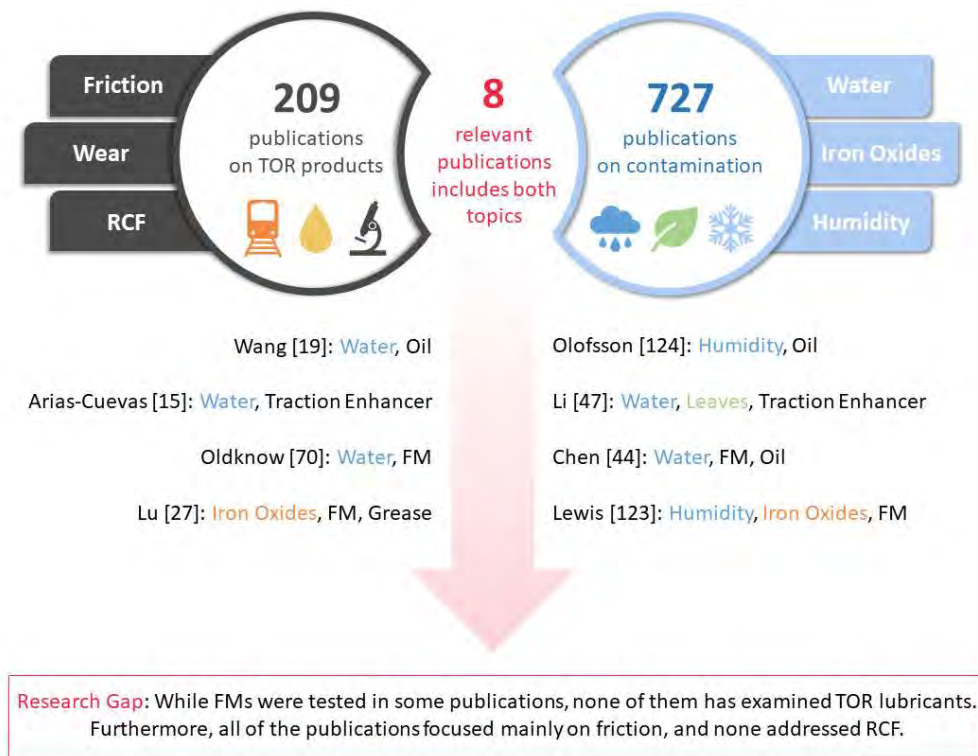 Friction
Wear
RCF
209
publications
on TOR products
8
relevant
publications
includes both
topics
727
publications
on contamination
Water
Iron Oxides
Humidity
Wang [19]: Water, Oil
Arias-Cuevas [15]: Water, Traction Enhancer
Oldknow [70]: Water, FM
Lu [27]: Iron Oxides, FM, Grease
Olofsson [124]: Humidity, Oil
Li [47]: Water, Leaves, Traction Enhancer
Chen [44]: Water, FM, Oil
Lewis [123]: Humidity, Iron Oxides, FM
Research Gap: While FMs were tested in some publications, none of them has examined TOR lubricants.
Furthermore, all of the publications focused mainly on friction, and none addressed RCF.